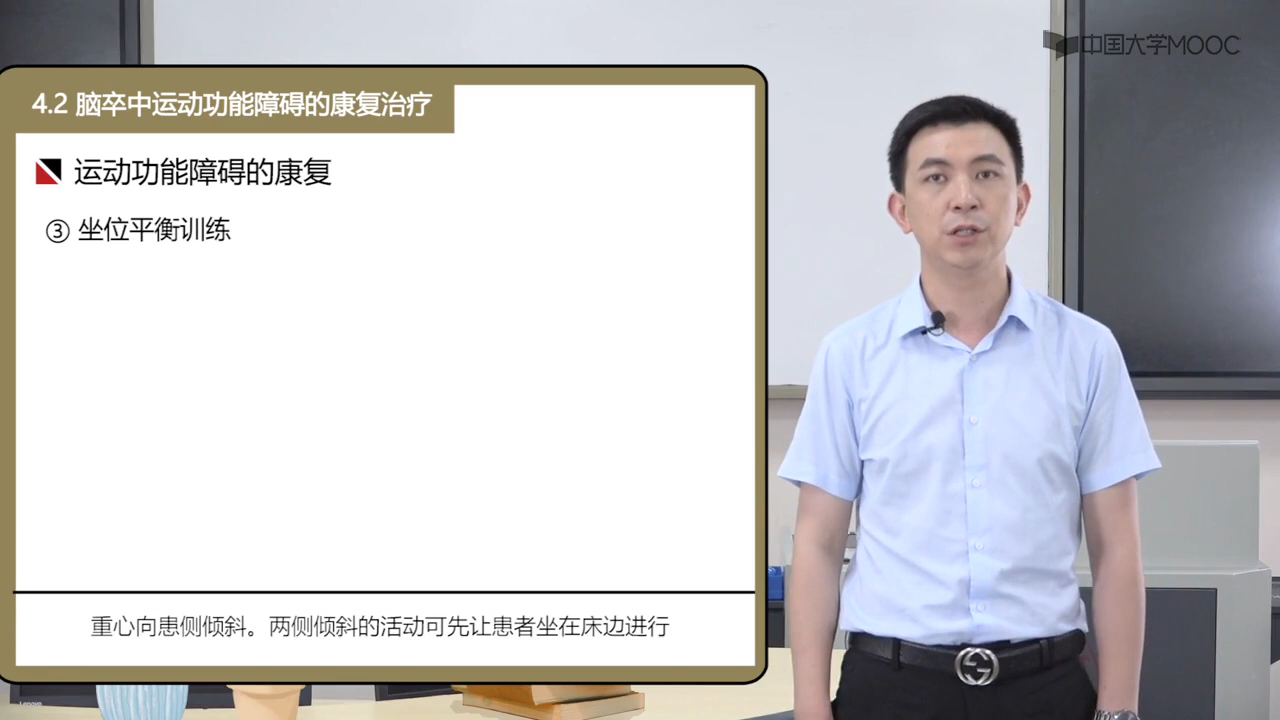 中国大学MOOC
4.2 脑卒中运动功能障碍的康复治疗
运动功能障碍的康复
③ 坐位平衡训练
重心向患侧倾斜。两侧倾斜的活动可先让患者坐在床边进行
Lenovo